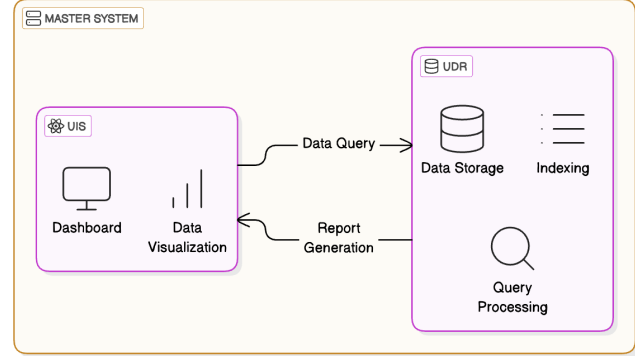 MASTER SYSTEM
UDR
UIS
Data Query
Data Storage
Indexing
Dashboard
Data
Visualization
Report
Generation
Query
Processing